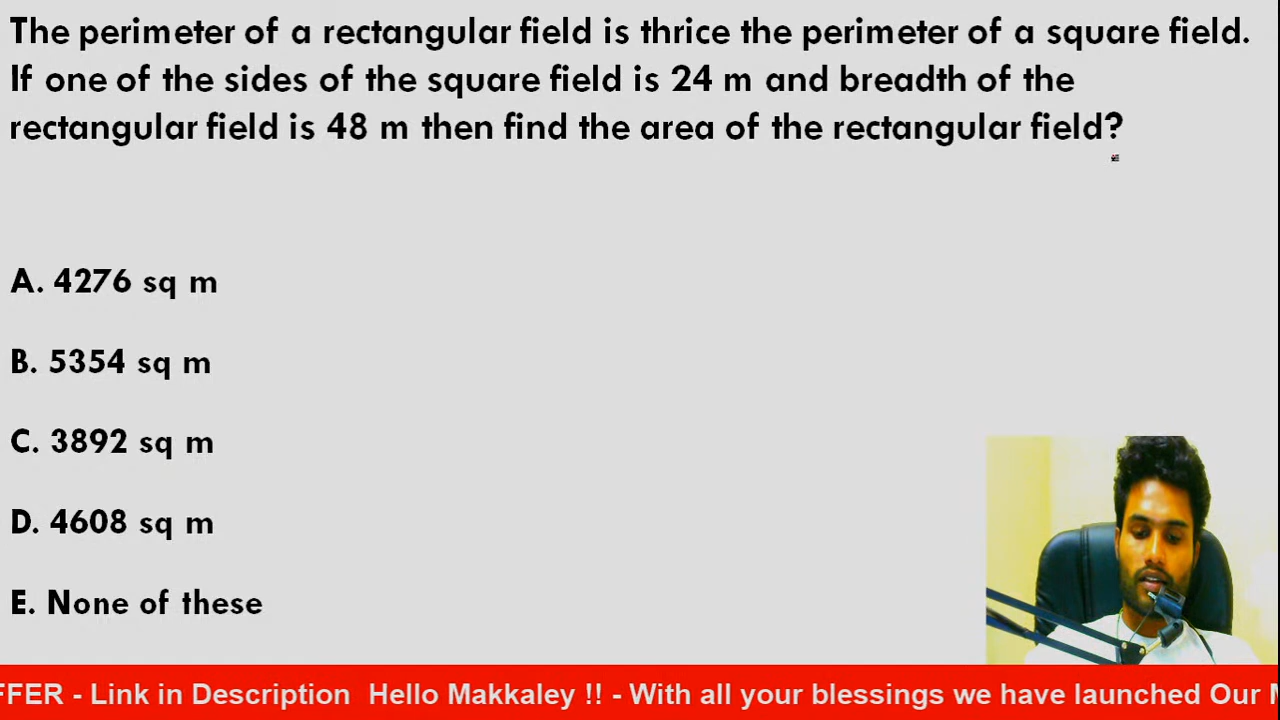 The perimeter of a rectangular field is thrice the perimeter of a square field.
If one of the sides of the square field is 24 m and breadth of the
rectangular field is 48 m then find the area of the rectangular field?
A. 4276 sq m
B. 5354 sq m
C. 3892 sq m
D. 4608 sq m
E. None of these
FFER - Link in Description Hello Makkaley !! - With all your blessings we have launched Our